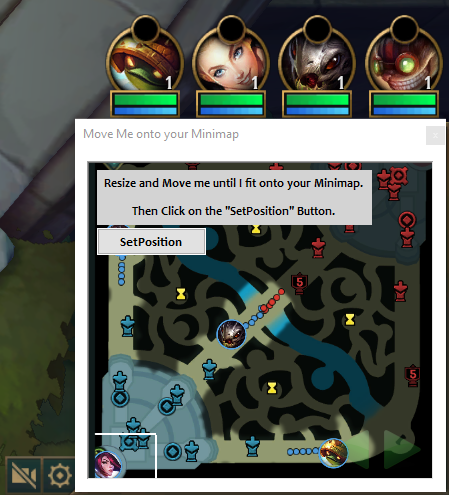 1
1
1
1
Move Me onto your Minimap
x
Resize and Move me until I fit onto your Minimap.
Then Click on the "SetPosition" Button.
SetPosition
5
5